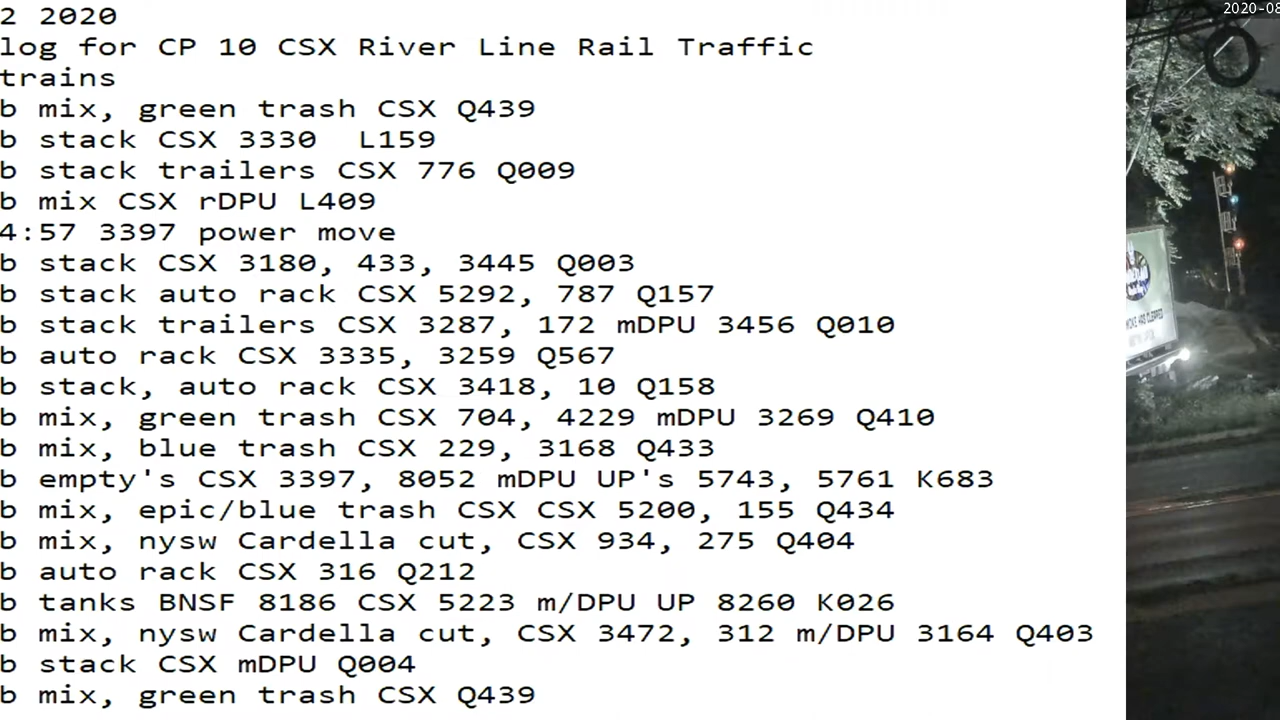 2 2020
log for CP 10 CSX River Line Rail Traffic
trains
b mix, green trash CSX Q439
b stack CSX 3330 L159
b stack trailers CSX 776 Q009
b mix CSX rDPU L409
4:57 3397 power move
b stack CSX 3180, 433, 3445 Q003
b stack auto rack CSX 5292, 787 Q157
b stack trailers CSX 3287, 172 mDPU 3456 Q010
b auto rack CSX 3335, 3259 Q567
b stack, auto rack CSX 3418, 10 Q158
b mix, green trash CSX 704, 4229 mDPU 3269 Q410
b mix, blue trash CSX 229, 3168 Q433
b empty's CSX 3397, 8052 mDPU UP's 5743, 5761 K683
b mix, epic/blue trash CSX CSX 5200, 155 Q434
b mix, nysw Cardella cut, CSX 934, 275 Q404
b auto rack CSX 316 Q212
b tanks BNSF 8186 CSX 5223 m/DPU UP 8260 K026
b mix, nysw Cardella cut, CSX 3472, 312 m/DPU 3164 Q403
b stack CSX mDPU Q004
b mix, green trash CSX Q439
2020-08